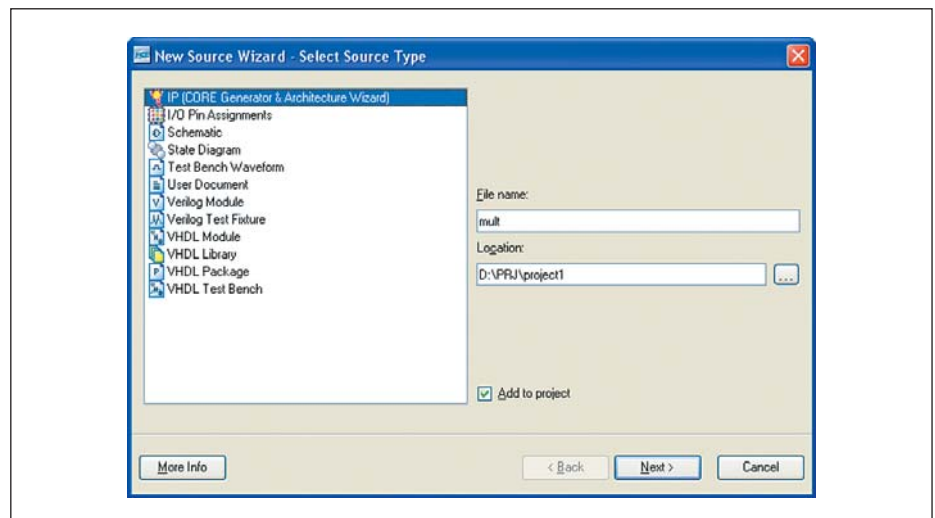 New Source Wizard - Select Source Type
IP (CORE Generator & Architecture Wizard)
I/O Pin Assignments
Schematic
State Diagram
Test Bench Waveform
User Document
Verilog Module
Verilog Test Fixture
VHDL Module
VHDL Library
VHDL Package
VHDL Test Bench
File name:
mult
Location:
D:\PRJ\project1
...
Add to project
More Info
< Back
Next >
Cancel